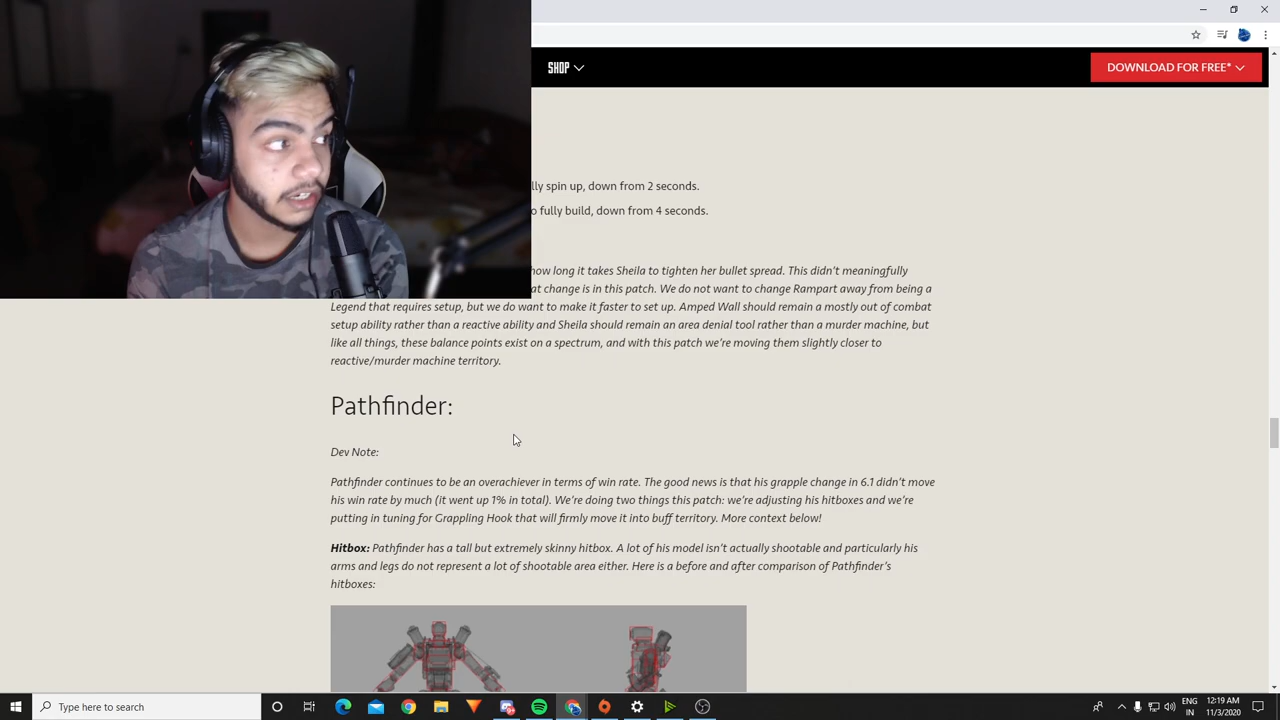 SHOP
DOWNLOAD FOR FREE*
lly spin up, down from 2 seconds.
o fully build, down from 4 seconds.
how long it takes Sheila to tighten her bullet spread. This didn't meaningfully
at change is in this patch. We do not want to change Rampart away from being a
Legend that requires setup, but we do want to make it faster to set up. Amped Wall should remain a mostly out of combat
setup ability rather than a reactive ability and Sheila should remain an area denial tool rather than a murder machine, but
like all things, these balance points exist on a spectrum, and with this patch we're moving them slightly closer to
reactive/murder machine territory.
Pathfinder:
Dev Note:
Pathfinder continues to be an overachiever in terms of win rate. The good news is that his grapple change in 6.1 didn't move
his win rate by much (it went up 1% in total). We're doing two things this patch: we're adjusting his hitboxes and we're
putting in tuning for Grappling Hook that will firmly move it into buff territory. More context below!
Hitbox: Pathfinder has a tall but extremely skinny hitbox. A lot of his model isn't actually shootable and particularly his
arms and legs do not represent a lot of shootable area either. Here is a before and after comparison of Pathfinder's
hitboxes:
Type here to search
ENG
IN
12:19 AM
11/3/2020